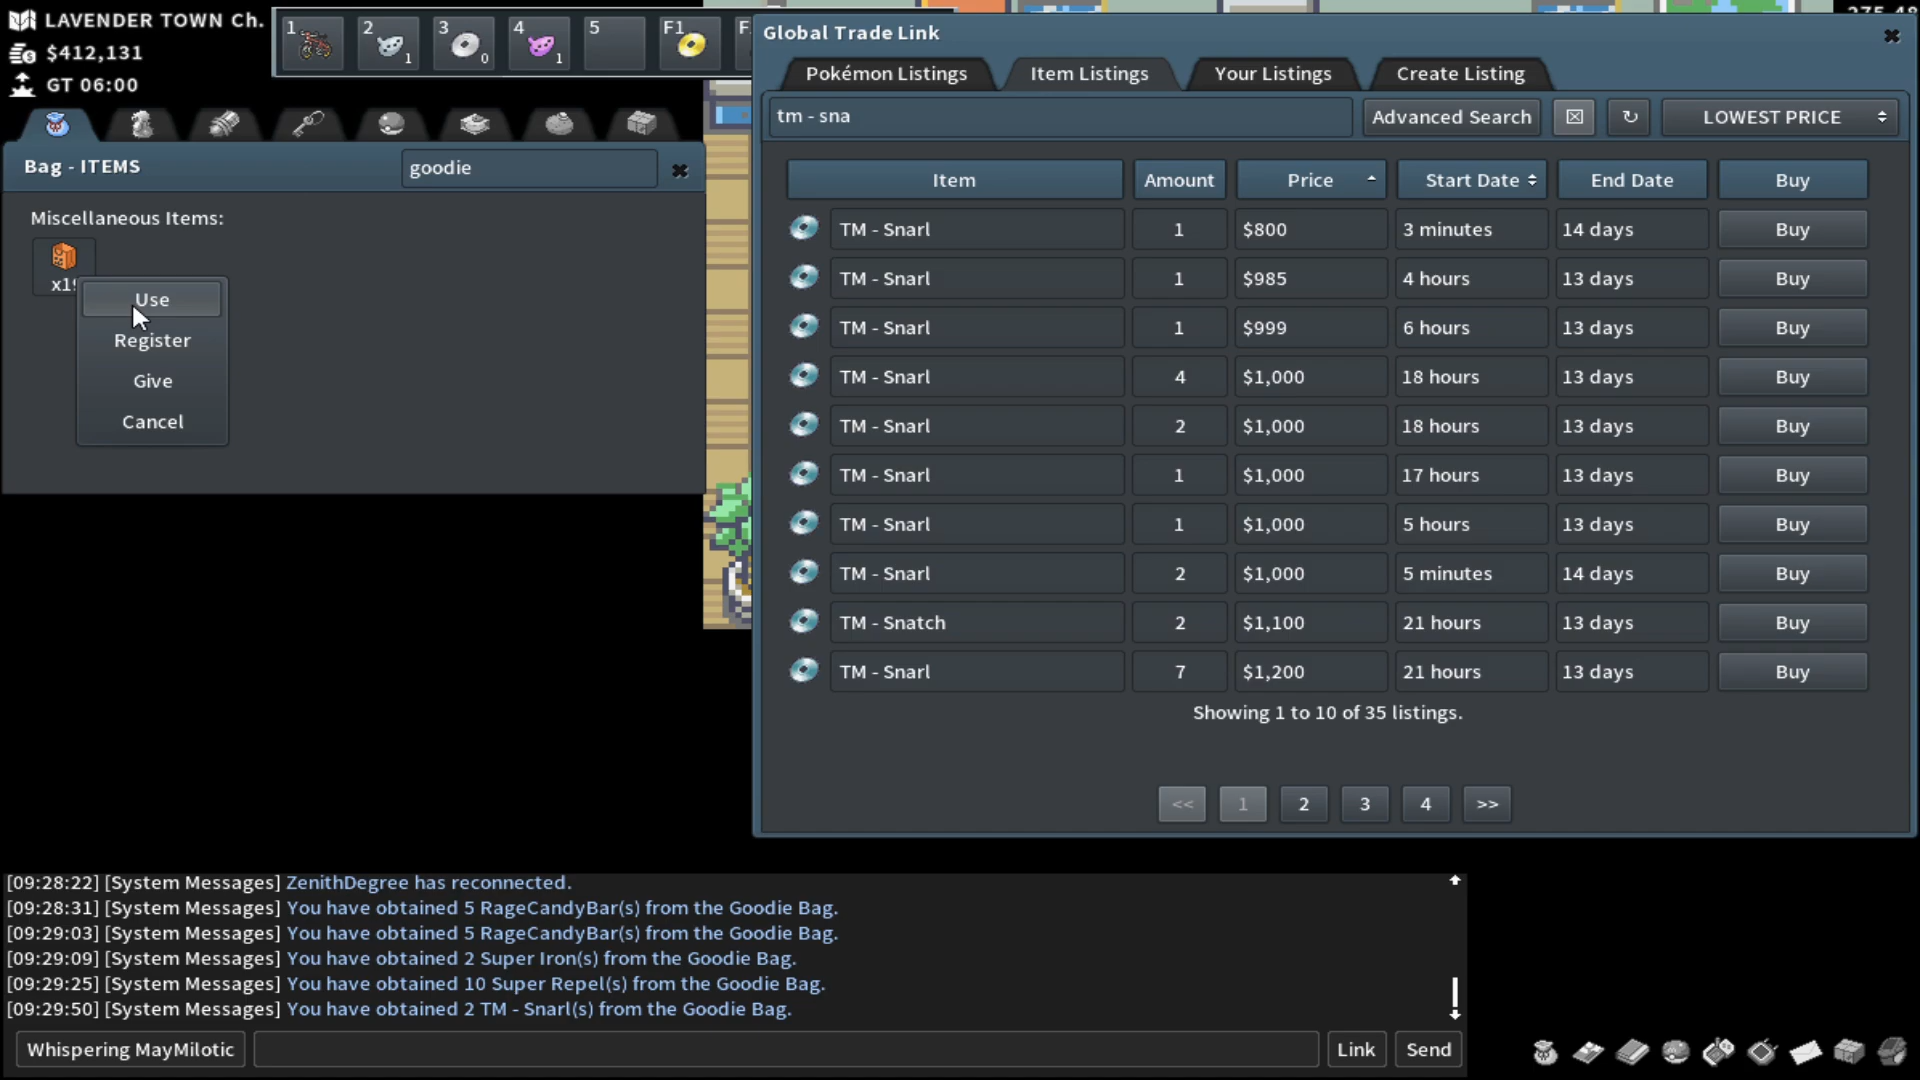 LAVENDER TOWN Ch.
$412,131
GT 06:00
1
2
1
3
0
4
1
5
F1
Bag - ITEMS
goodie
Miscellaneous Items:
Use
Register
Give
Cancel
Global Trade Link
Pokémon Listings
Item Listings
Your Listings
Create Listing
tm - sna
Advanced Search
LOWEST PRICE
Item Amount Price Start Date End Date Buy
TM - Snarl 1 $800 3 minutes 14 days Buy
TM - Snarl 1 $985 4 hours 13 days Buy
TM - Snarl 1 $999 6 hours 13 days Buy
TM - Snarl 4 $1,000 18 hours 13 days Buy
TM - Snarl 2 $1,000 18 hours 13 days Buy
TM - Snarl 1 $1,000 17 hours 13 days Buy
TM - Snarl 1 $1,000 5 hours 13 days Buy
TM - Snarl 2 $1,000 5 minutes 14 days Buy
TM - Snatch 2 $1,100 21 hours 13 days Buy
TM - Snarl 7 $1,200 21 hours 13 days Buy
Showing 1 to 10 of 35 listings.
<< 1 2 3 4 >>
[09:28:22] [System Messages] ZenithDegree has reconnected.
[09:28:31] [System Messages] You have obtained 5 RageCandyBar(s) from the Goodie Bag.
[09:29:03] [System Messages] You have obtained 5 RageCandyBar(s) from the Goodie Bag.
[09:29:09] [System Messages] You have obtained 2 Super Iron(s) from the Goodie Bag.
[09:29:25] [System Messages] You have obtained 10 Super Repel(s) from the Goodie Bag.
[09:29:50] [System Messages] You have obtained 2 TM - Snarl(s) from the Goodie Bag.
Whispering MayMilotic
Link
Send